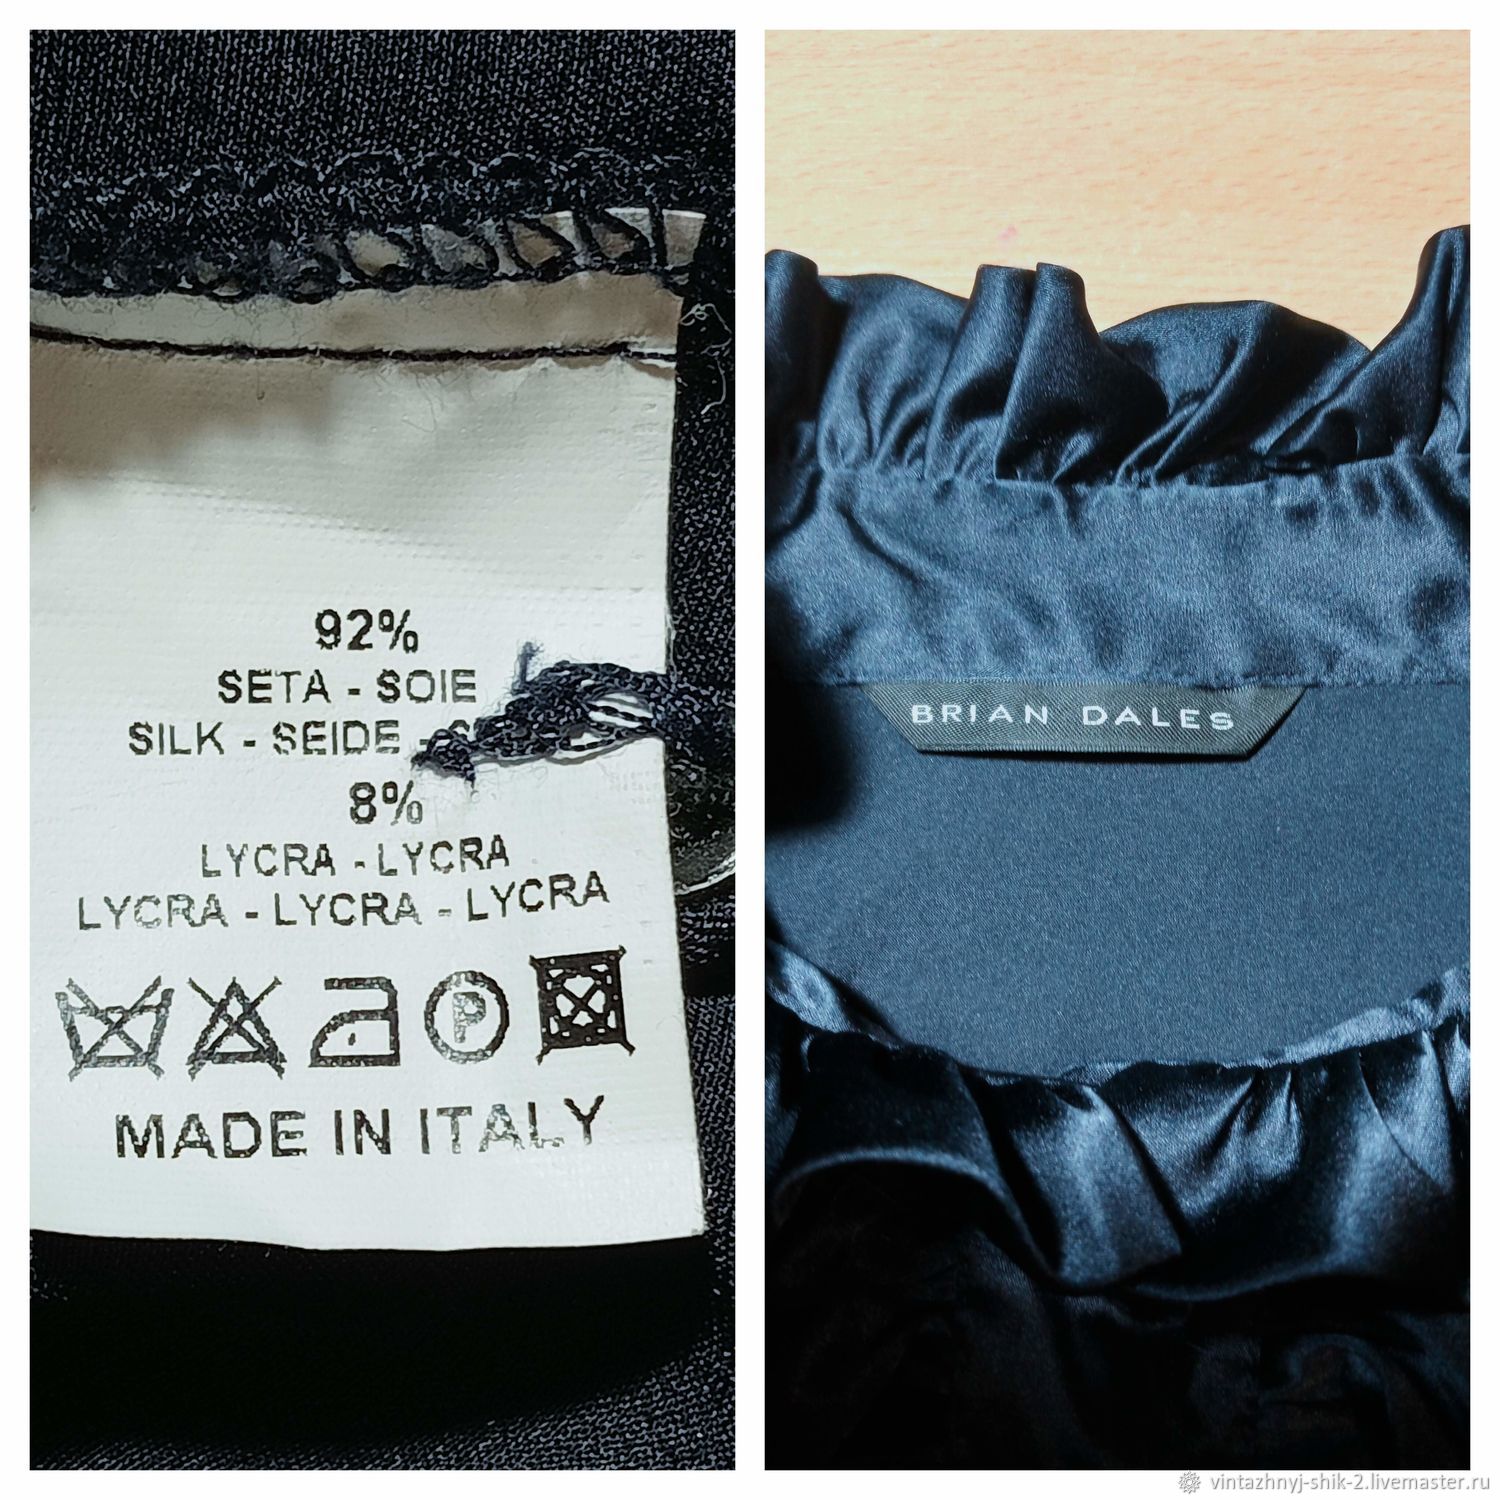 92%
SETA - SOIE
SILK - SEIDE -
8%
LYCRA - LYCRA
LYCRA - LYCRA - LYCRA
P
MADE IN ITALY
BRIAN DALES
vintazhnyj-shik-2.livemaster.ru